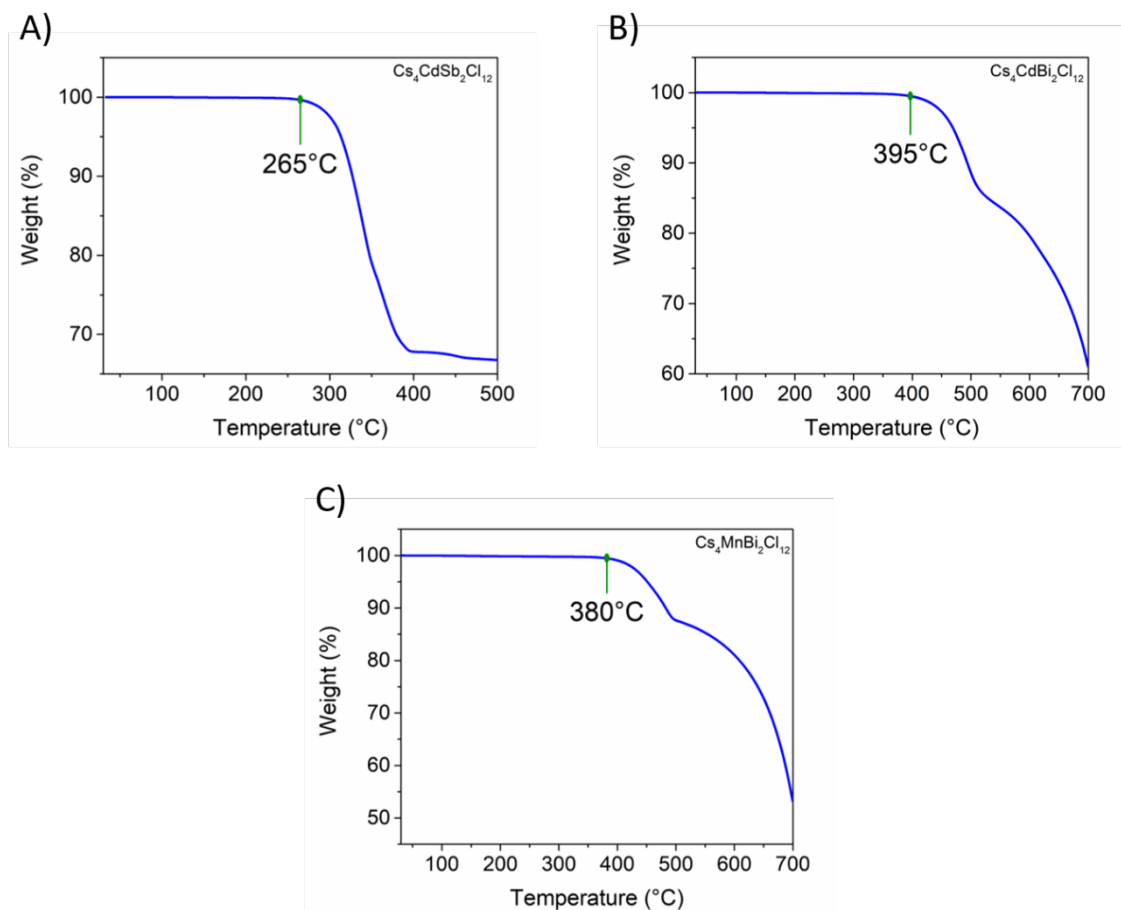 A)
Cs₄CdSb₂Cl₁₂
100
90
80
70
265°C
Weight (%)
100 200 300 400 500
Temperature (°C)
B)
Cs₄CdBi₂Cl₁₂
100
90
80
70
60
395°C
Weight (%)
100 200 300 400 500 600 700
Temperature (°C)
C)
Cs₄MnBi₂Cl₁₂
100
90
80
70
60
50
380°C
Weight (%)
100 200 300 400 500 600 700
Temperature (°C)